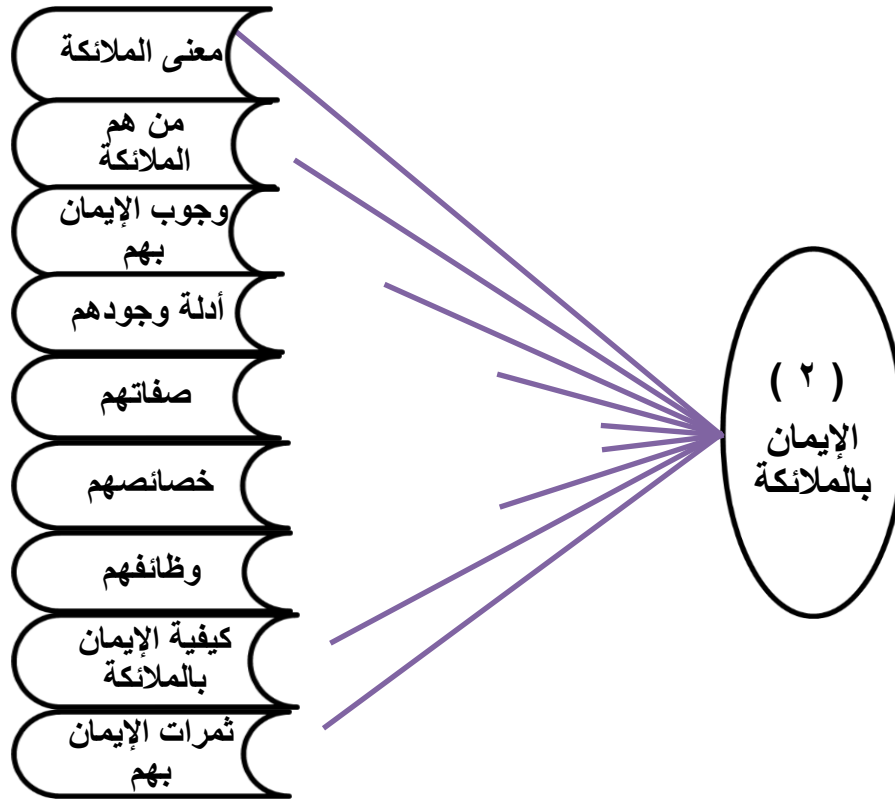 ( ٢ )
الإيمان
بالملائكة
معنى الملائكة
من هم
الملائكة
وجوب الإيمان
بهم
أدلة وجودهم
صفاتهم
خصائصهم
وظائفهم
كيفية الإيمان
بالملائكة
ثمرات الإيمان
بهم